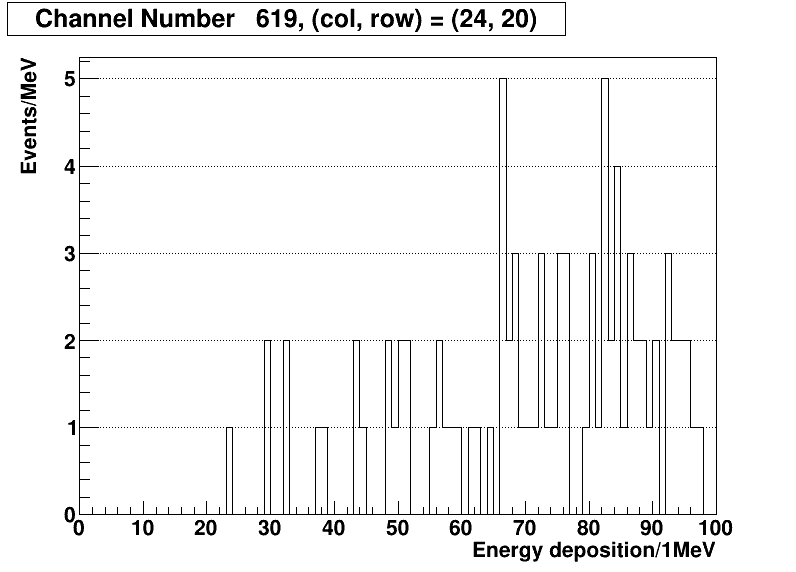 Channel Number 619, (col, row) = (24, 20)
Events/MeV
5
4
3
2
1
0
0 10 20 30 40 50 60 70 80 90 100
Energy deposition/1MeV